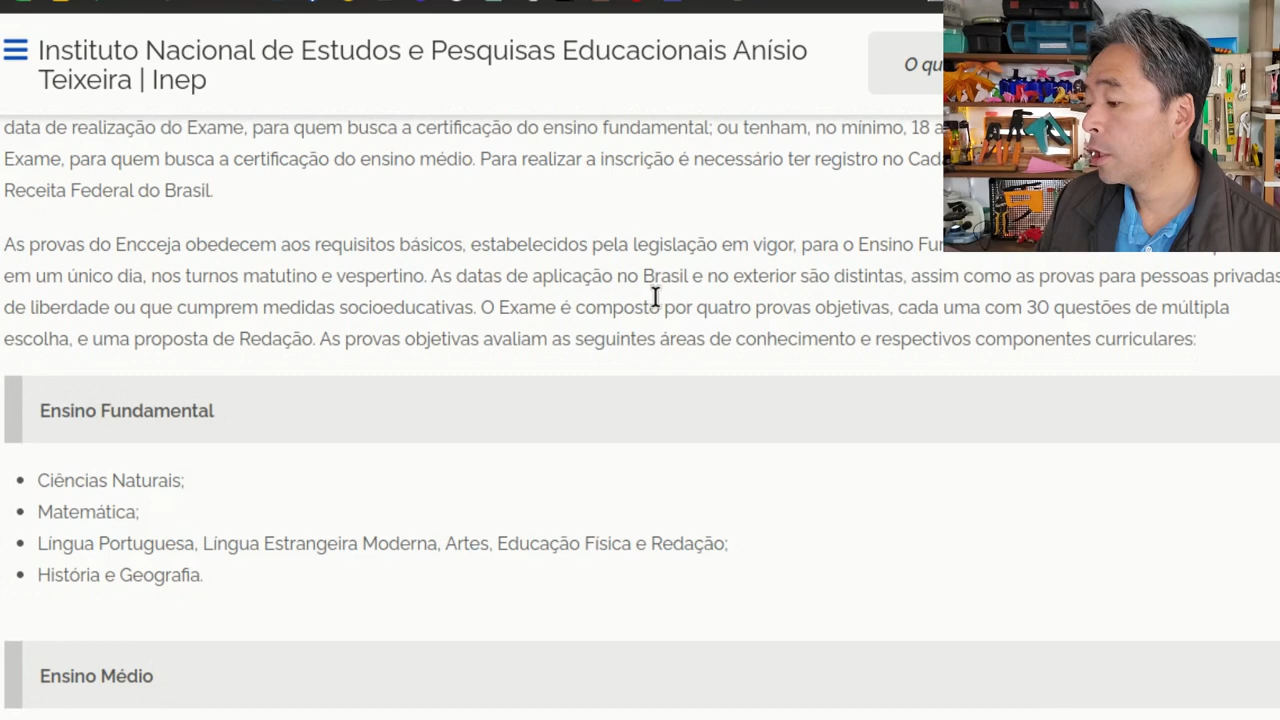 Instituto Nacional de Estudos e Pesquisas Educacionais Anísio
Teixeira | Inep
O qu
data de realização do Exame, para quem busca a certificação do ensino fundamental; ou tenham, no mínimo, 18 a
Exame, para quem busca a certificação do ensino médio. Para realizar a inscrição é necessário ter registro no Cada
Receita Federal do Brasil.
As provas do Encceja obedecem aos requisitos básicos, estabelecidos pela legislação em vigor, para o Ensino Fun
em um único dia, nos turnos matutino e vespertino. As datas de aplicação no Brasil e no exterior são distintas, assim como as provas para pessoas privadas
de liberdade ou que cumprem medidas socioeducativas. O Exame é composto por quatro provas objetivas, cada uma com 30 questões de múltipla
escolha, e uma proposta de Redação. As provas objetivas avaliam as seguintes áreas de conhecimento e respectivos componentes curriculares:
Ensino Fundamental
Ciências Naturais;
Matemática;
Língua Portuguesa, Língua Estrangeira Moderna, Artes, Educação Física e Redação;
História e Geografia.
Ensino Médio